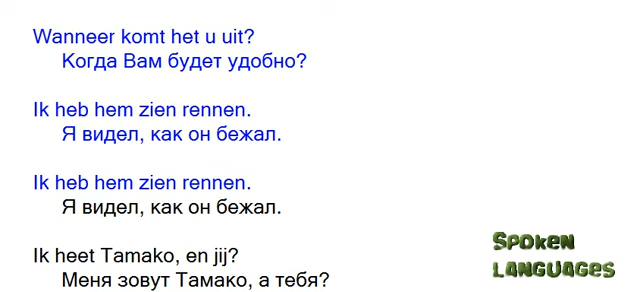 Wanneer komt het u uit?
Когда Вам будет удобно?
Ik heb hem zien rennen.
Я видел, как он бежал.
Ik heb hem zien rennen.
Я видел, как он бежал.
Ik heet Tamako, en jij?
Меня зовут Тамако, а тебя?
Spoken
Languages